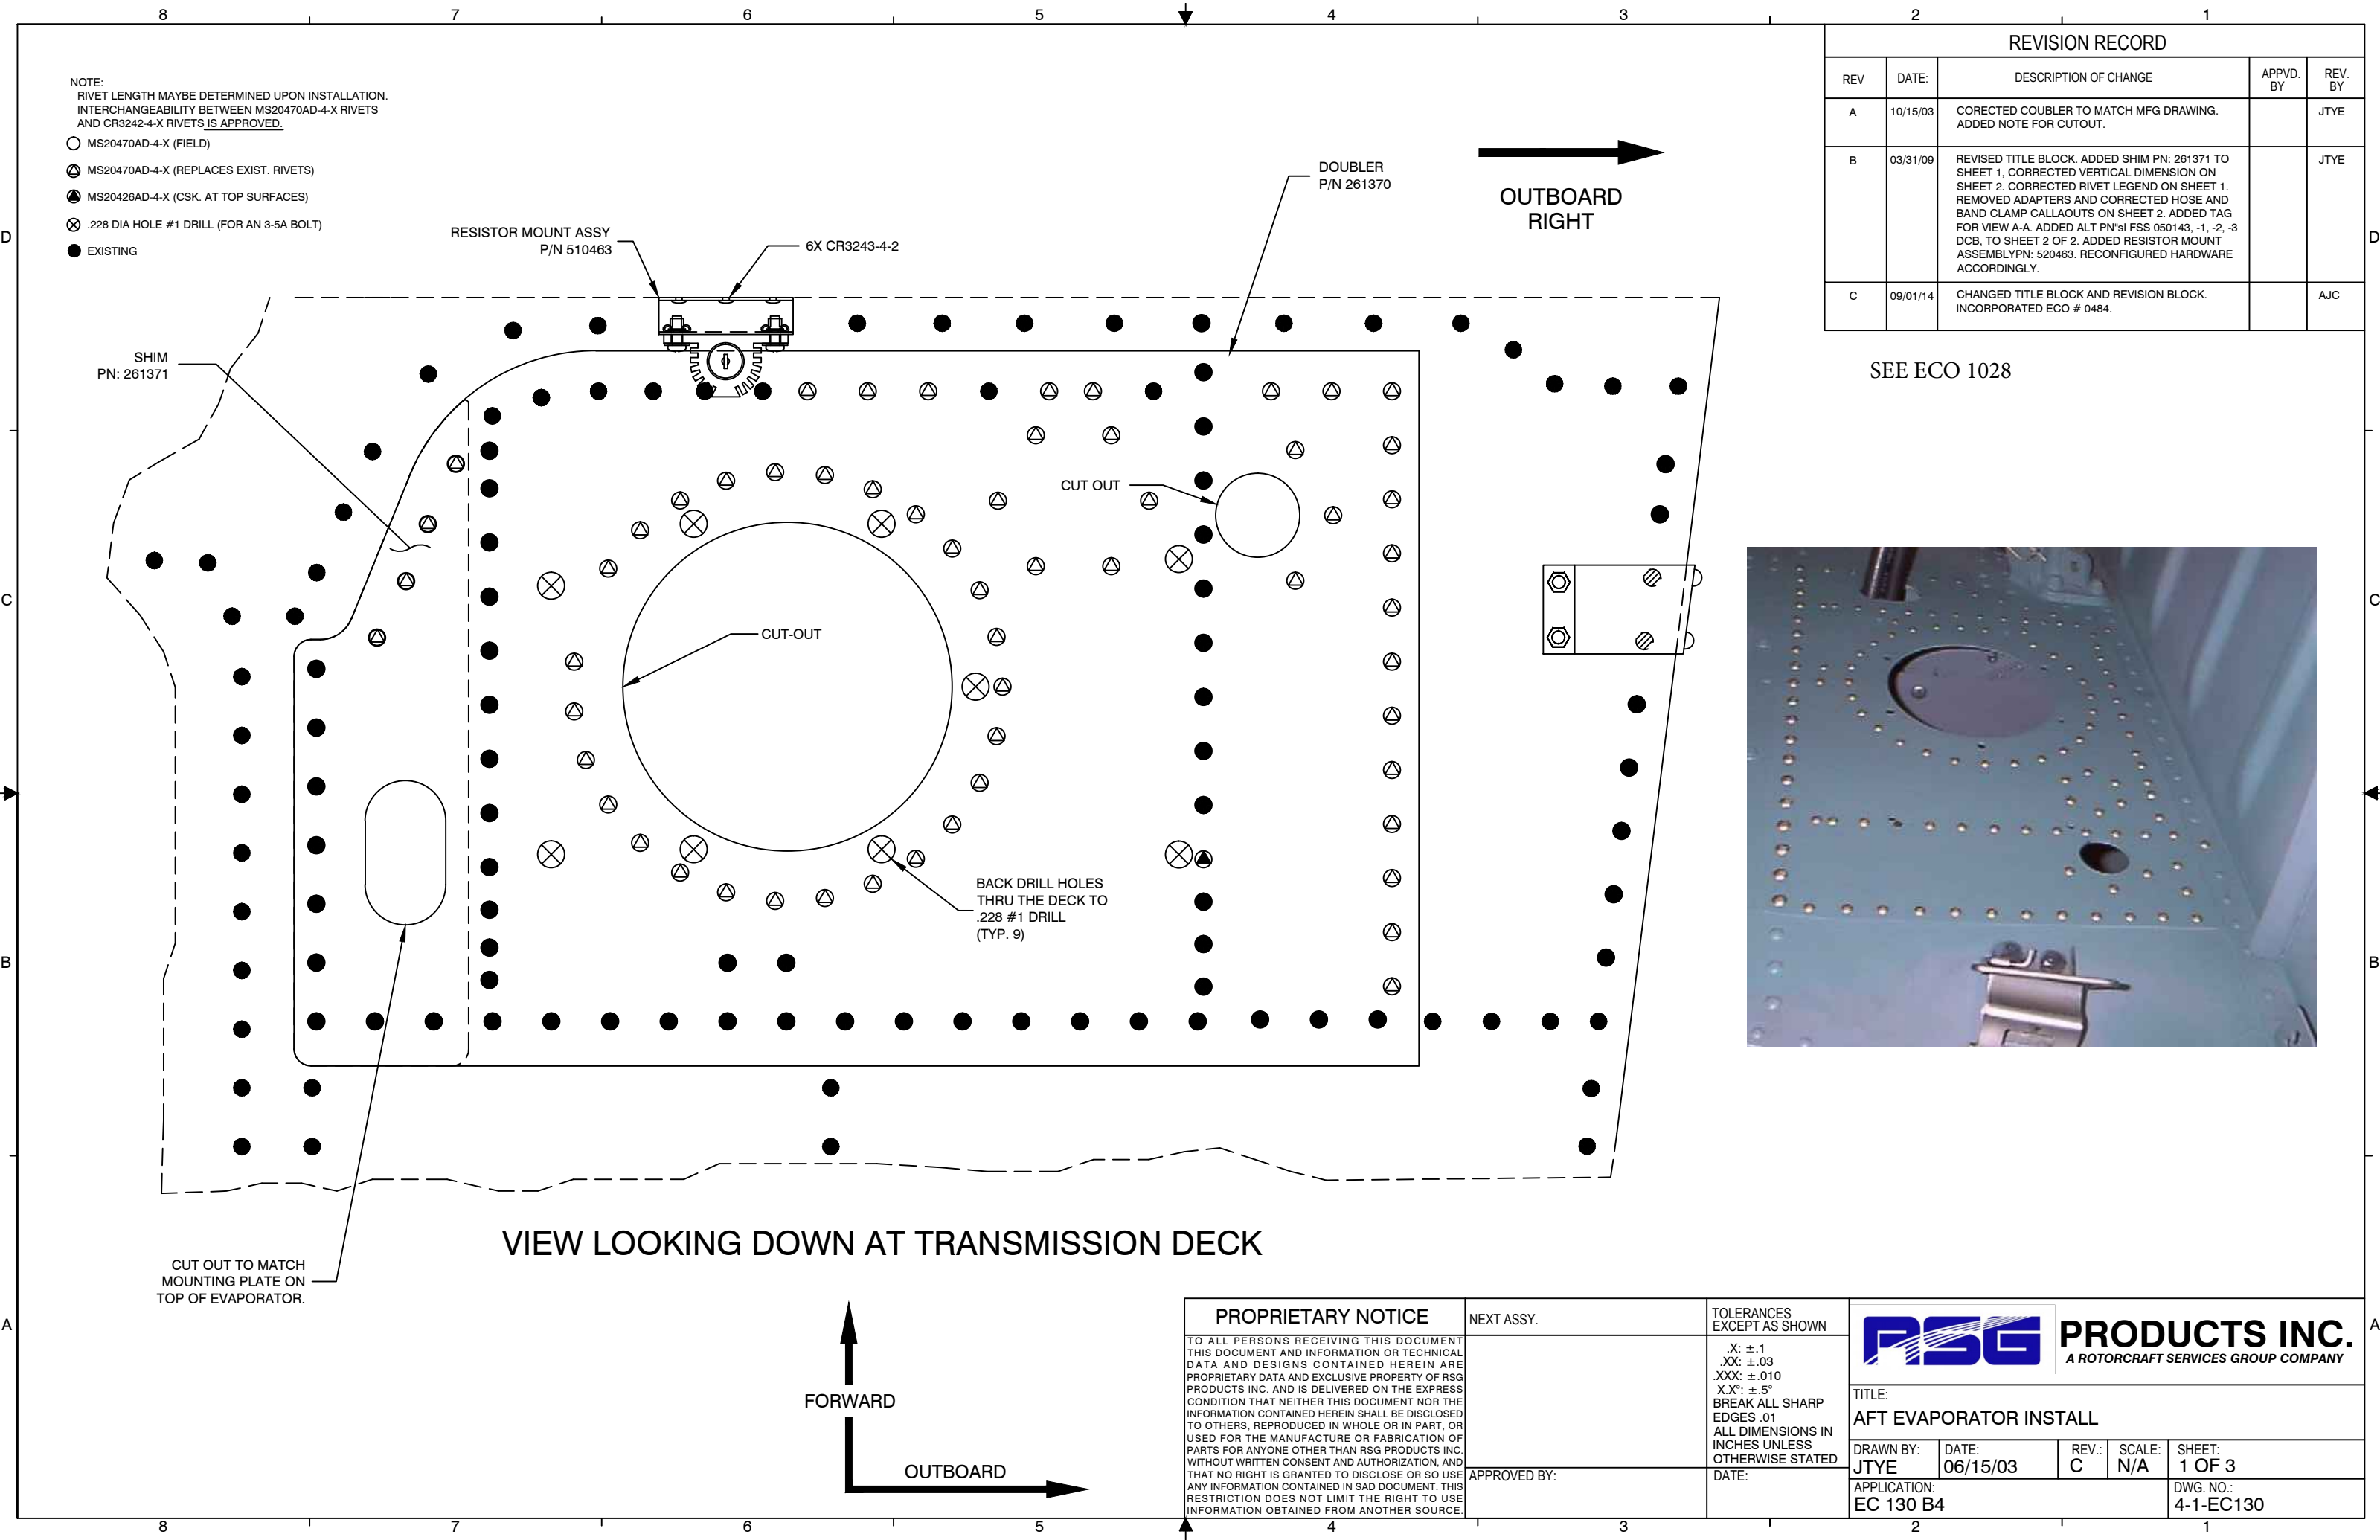 8 7 6 5 4 3 2 1
D
C
B
A
NOTE:
RIVET LENGTH MAYBE DETERMINED UPON INSTALLATION.
INTERCHANGEABILITY BETWEEN MS20470AD-4-X RIVETS
AND CR3242-4-X RIVETS IS APPROVED.
MS20470AD-4-X (FIELD)
MS20470AD-4-X (REPLACES EXIST. RIVETS)
MS20426AD-4-X (CSK. AT TOP SURFACES)
.228 DIA HOLE #1 DRILL (FOR AN 3-5A BOLT)
EXISTING
RESISTOR MOUNT ASSY
P/N 510463
6X CR3243-4-2
DOUBLER
P/N 261370
OUTBOARD
RIGHT
SHIM
PN: 261371
CUT OUT
CUT-OUT
BACK DRILL HOLES
THRU THE DECK TO
.228 #1 DRILL
(TYP. 9)
CUT OUT TO MATCH
MOUNTING PLATE ON
TOP OF EVAPORATOR.
VIEW LOOKING DOWN AT TRANSMISSION DECK
FORWARD
OUTBOARD
REVISION RECORD
REV DATE: DESCRIPTION OF CHANGE APPVD. BY REV. BY
A 10/15/03 CORECTED COUBLER TO MATCH MFG DRAWING. JTYE
ADDED NOTE FOR CUTOUT.
B 03/31/09 REVISED TITLE BLOCK. ADDED SHIM PN: 261371 TO JTYE
SHEET 1, CORRECTED VERTICAL DIMENSION ON
SHEET 2. CORRECTED RIVET LEGEND ON SHEET 1.
REMOVED ADAPTERS AND CORRECTED HOSE AND
BAND CLAMP CALLAOUTS ON SHEET 2. ADDED TAG
FOR VIEW A-A. ADDED ALT PN"sI FSS 050143, -1, -2, -3
DCB, TO SHEET 2 OF 2. ADDED RESISTOR MOUNT
ASSEMBLYPN: 520463. RECONFIGURED HARDWARE
ACCORDINGLY.
C 09/01/14 CHANGED TITLE BLOCK AND REVISION BLOCK. AJC
INCORPORATED ECO # 0484.
SEE ECO 1028
PROPRIETARY NOTICE
TO ALL PERSONS RECEIVING THIS DOCUMENT
THIS DOCUMENT AND INFORMATION OR TECHNICAL
DATA AND DESIGNS CONTAINED HEREIN ARE
PROPRIETARY DATA AND EXCLUSIVE PROPERTY OF RSG
PRODUCTS INC. AND IS DELIVERED ON THE EXPRESS
CONDITION THAT NEITHER THIS DOCUMENT NOR THE
INFORMATION CONTAINED HEREIN SHALL BE DISCLOSED
TO OTHERS, REPRODUCED IN WHOLE OR IN PART, OR
USED FOR THE MANUFACTURE OR FABRICATION OF
PARTS FOR ANYONE OTHER THAN RSG PRODUCTS INC.
WITHOUT WRITTEN CONSENT AND AUTHORIZATION, AND
THAT NO RIGHT IS GRANTED TO DISCLOSE OR SO USE
ANY INFORMATION CONTAINED IN SAD DOCUMENT. THIS
RESTRICTION DOES NOT LIMIT THE RIGHT TO USE
INFORMATION OBTAINED FROM ANOTHER SOURCE.
NEXT ASSY.
APPROVED BY:
TOLERANCES
EXCEPT AS SHOWN
.X: ±.1
.XX: ±.03
.XXX: ±.010
X.X°: ±.5°
BREAK ALL SHARP
EDGES .01
ALL DIMENSIONS IN
INCHES UNLESS
OTHERWISE STATED
DATE:
RSG PRODUCTS INC.
A ROTORCRAFT SERVICES GROUP COMPANY
TITLE:
AFT EVAPORATOR INSTALL
DRAWN BY: DATE: REV.: SCALE: SHEET:
JTYE 06/15/03 C N/A 1 OF 3
APPLICATION: DWG. NO.:
EC 130 B4 4-1-EC130
D
C
B
A
8 7 6 5 4 3 2 1